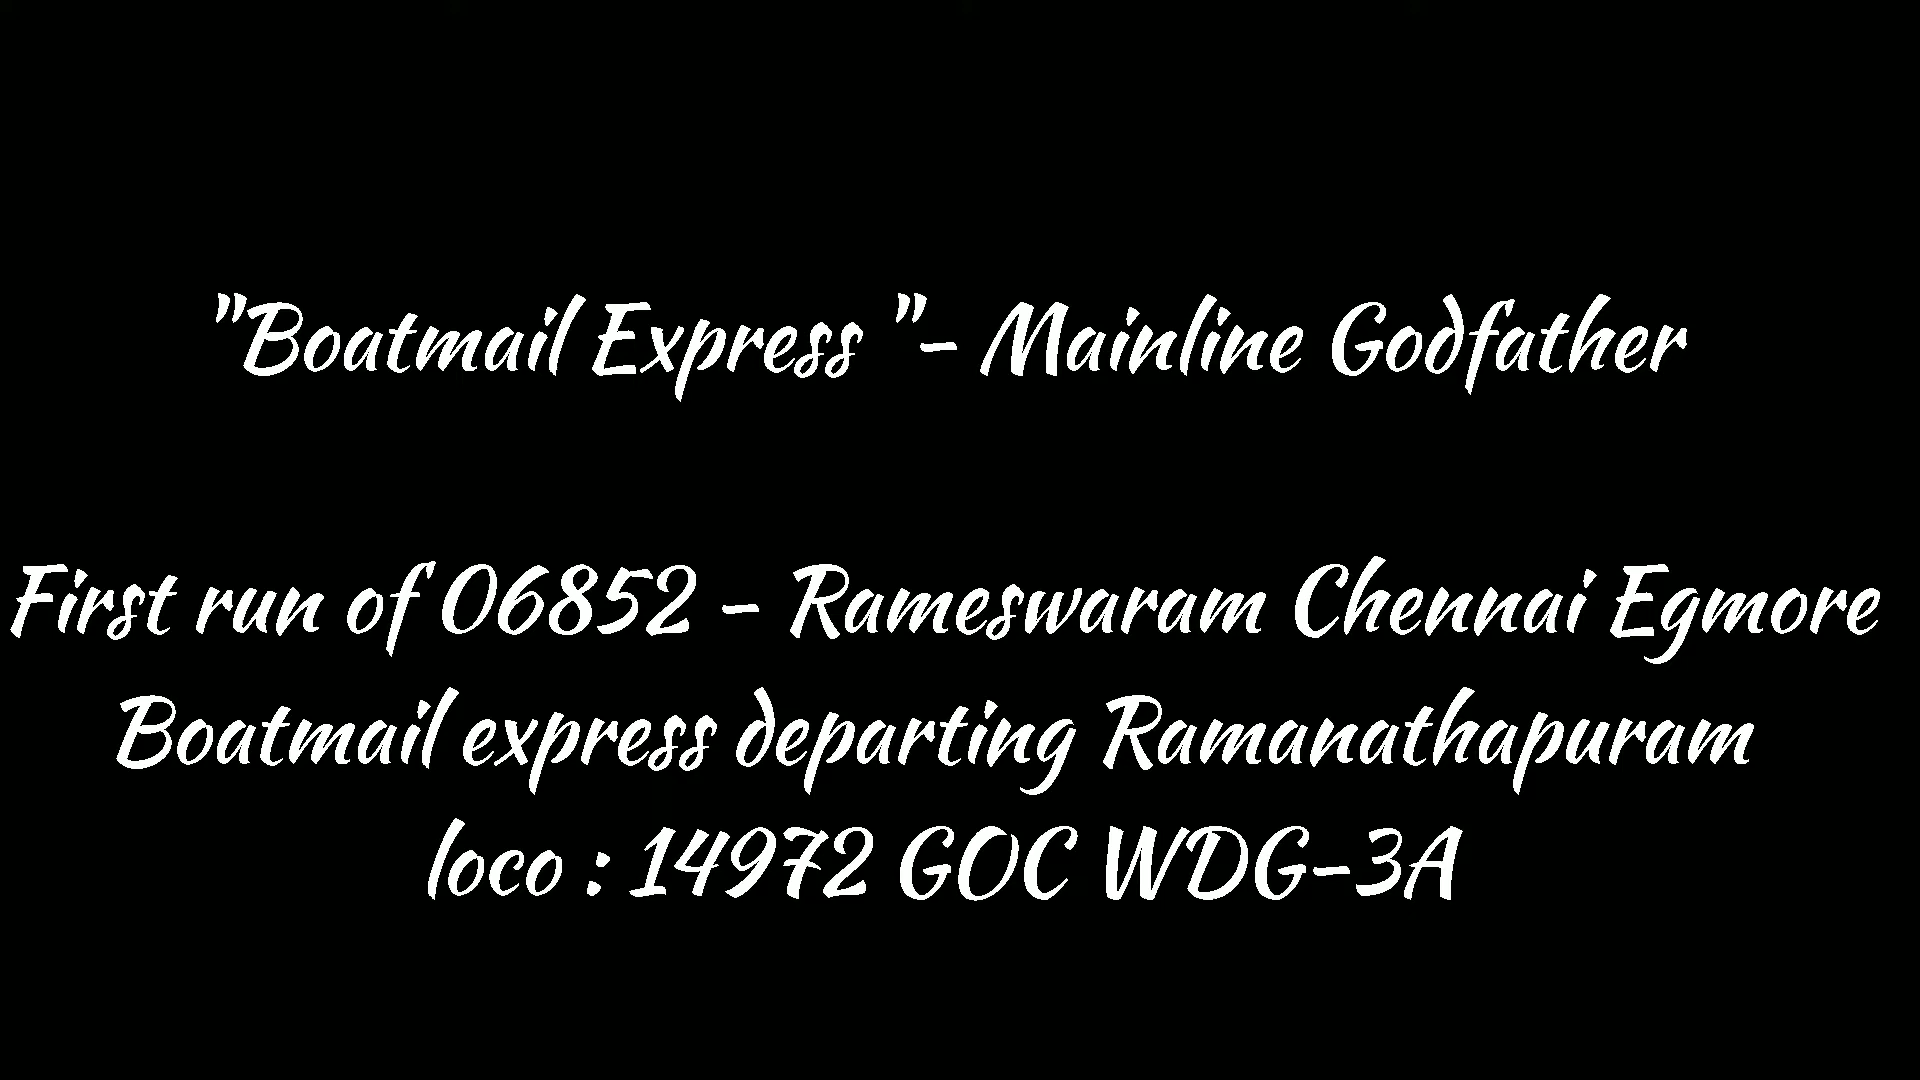 "Boatmail Express "- Mainline Godfather
First run of 06852 - Rameswaram Chennai Egmore
Boatmail express departing Ramanathapuram
loco : 14972 GOC WDG-3A